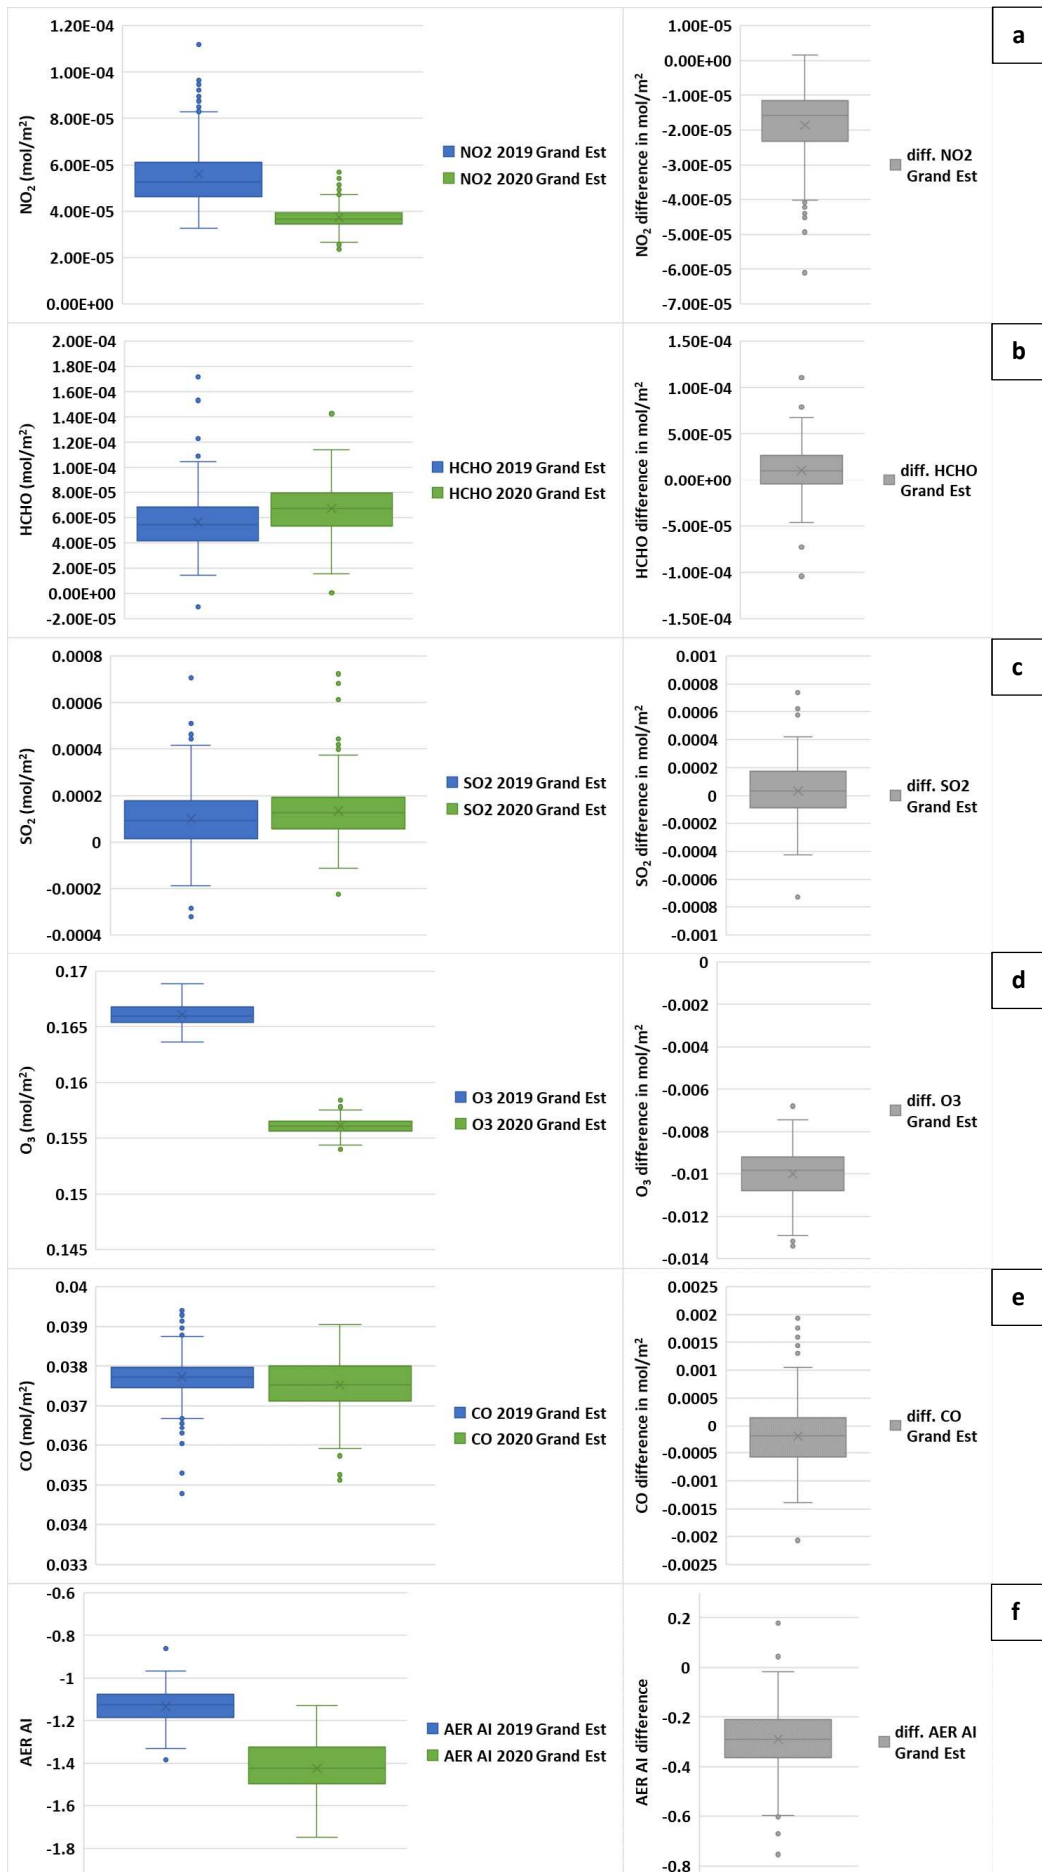 a
1.20E-04
1.00E-04
8.00E-05
6.00E-05
4.00E-05
2.00E-05
0.00E+00
NO₂ (mol/m²)
NO2 2019 Grand Est
NO2 2020 Grand Est
1.00E-05
0.00E+00
-1.00E-05
-2.00E-05
-3.00E-05
-4.00E-05
-5.00E-05
-6.00E-05
-7.00E-05
NO₂ difference in mol/m²
diff. NO2
Grand Est
b
2.00E-04
1.80E-04
1.60E-04
1.40E-04
1.20E-04
1.00E-04
8.00E-05
6.00E-05
4.00E-05
2.00E-05
0.00E+00
-2.00E-05
HCHO (mol/m²)
HCHO 2019 Grand Est
HCHO 2020 Grand Est
1.50E-04
1.00E-04
5.00E-05
0.00E+00
-5.00E-05
-1.00E-04
-1.50E-04
HCHO difference in mol/m²
diff. HCHO
Grand Est
c
0.0008
0.0006
0.0004
0.0002
0
-0.0002
-0.0004
SO₂ (mol/m²)
SO2 2019 Grand Est
SO2 2020 Grand Est
0.001
0.0008
0.0006
0.0004
0.0002
0
-0.0002
-0.0004
-0.0006
-0.0008
-0.001
SO₂ difference in mol/m²
diff. SO2
Grand Est
d
0.17
0.165
0.16
0.155
0.15
0.145
O₃ (mol/m²)
O3 2019 Grand Est
O3 2020 Grand Est
0
-0.002
-0.004
-0.006
-0.008
-0.01
-0.012
-0.014
O₃ difference in mol/m²
diff. O3
Grand Est
e
0.04
0.039
0.038
0.037
0.036
0.035
0.034
0.033
CO (mol/m²)
CO 2019 Grand Est
CO 2020 Grand Est
0.0025
0.002
0.0015
0.001
0.0005
0
-0.0005
-0.001
-0.0015
-0.002
-0.0025
CO difference in mol/m²
diff. CO
Grand Est
f
-0.6
-0.8
-1
-1.2
-1.4
-1.6
-1.8
AER AI
AER AI 2019 Grand Est
AER AI 2020 Grand Est
0.2
0
-0.2
-0.4
-0.6
-0.8
AER AI difference
diff. AER AI
Grand Est